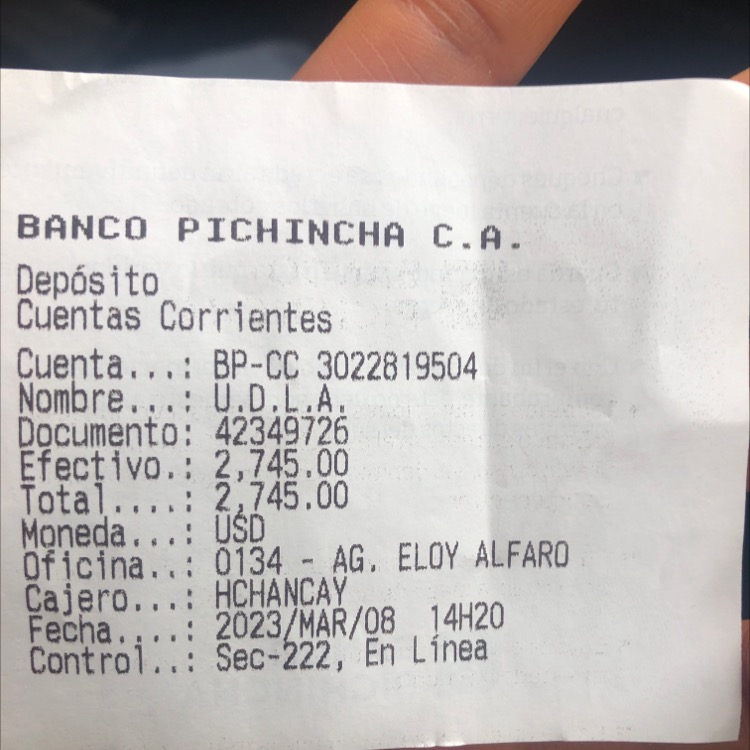 BANCO PICHINCHA C.A.
Depósito
Cuentas Corrientes
Cuenta...: BP-CC 3022819504
Nombre...: U.D.L.A.
Documento: 42349726
Efectivo.: 2,745.00
Total....: 2,745.00
Moneda...: USD
Oficina..: 0134 - AG. ELOY ALFARO
Cajero...: HCHANCAY
Fecha....: 2023/MAR/08 14H20
Control..: Sec-222, En Línea